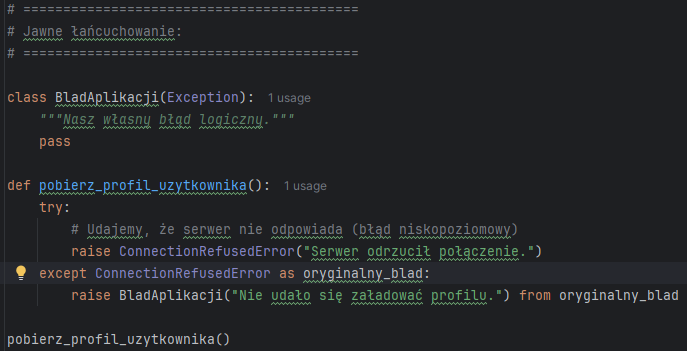 # ==========================================
# Jawne łańcuchowanie:
# ==========================================
class BladAplikacji(Exception): 1 usage
"""Nasz własny błąd logiczny."""
pass
def pobierz_profil_uzytkownika(): 1 usage
try:
# Udajemy, że serwer nie odpowiada (błąd niskopoziomowy)
raise ConnectionRefusedError("Serwer odrzucił połączenie.")
except ConnectionRefusedError as oryginalny_blad:
raise BladAplikacji("Nie udało się załadować profilu.") from oryginalny_blad
pobierz_profil_uzytkownika()